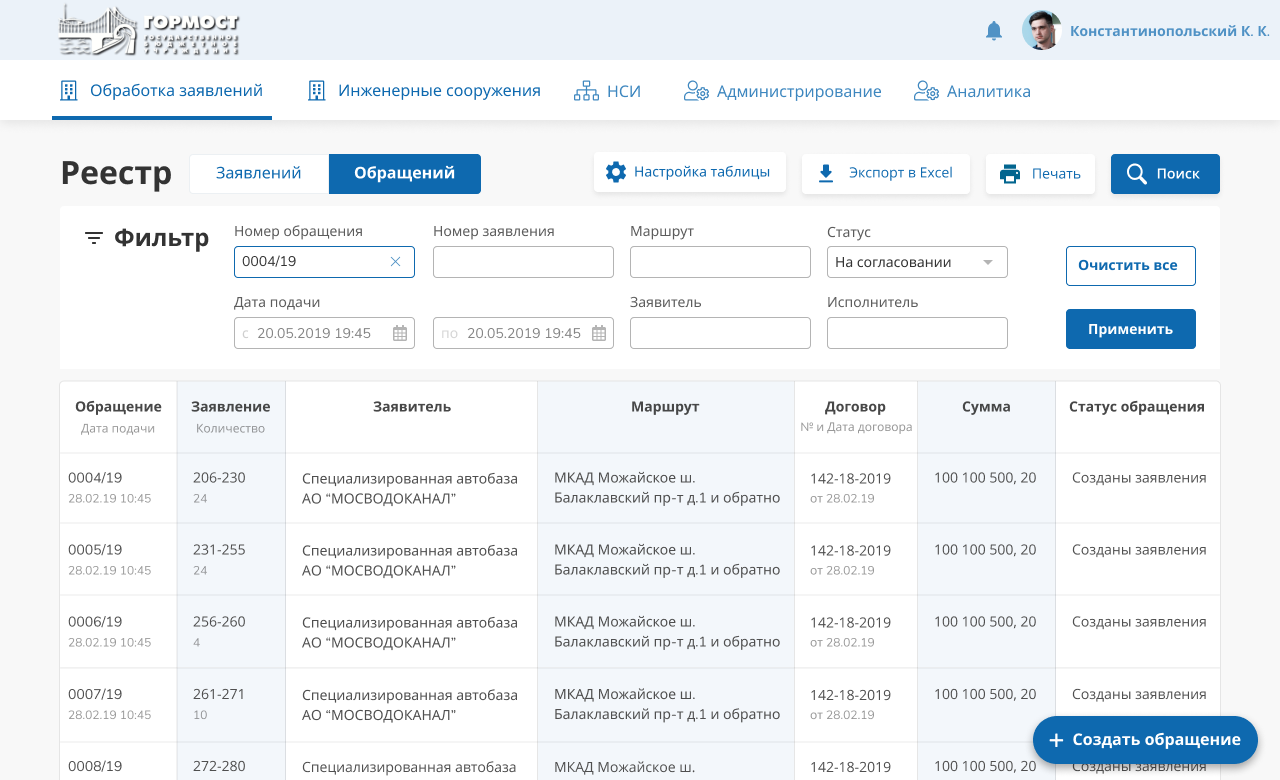 ГОРМОСТ
ГОСУДАРСТВЕННОЕ
БЮДЖЕТНОЕ
УЧРЕЖДЕНИЕ
Константинопольский К. К.
Обработка заявлений
Инженерные сооружения
НСИ
Администрирование
Аналитика
Реестр
Заявлений
Обращений
Настройка таблицы
Экспорт в Excel
Печать
Поиск
Фильтр
Номер обращения
Номер заявления
Маршрут
Статус
0004/19
На согласовании
Очистить все
Дата подачи
Заявитель
Исполнитель
с 20.05.2019 19:45
по 20.05.2019 19:45
Применить
Обращение
Дата подачи
Заявление
Количество
Заявитель
Маршрут
Договор
№ и Дата договора
Сумма
Статус обращения
0004/19
28.02.19 10:45
206-230
24
Специализированная автобаза
АО “МОСВОДОКАНАЛ”
МКАД Можайское ш.
Балаклавский пр-т д.1 и обратно
142-18-2019
от 28.02.19
100 100 500, 20
Созданы заявления
0005/19
28.02.19 10:45
231-255
24
Специализированная автобаза
АО “МОСВОДОКАНАЛ”
МКАД Можайское ш.
Балаклавский пр-т д.1 и обратно
142-18-2019
от 28.02.19
100 100 500, 20
Созданы заявления
0006/19
28.02.19 10:45
256-260
4
Специализированная автобаза
АО “МОСВОДОКАНАЛ”
МКАД Можайское ш.
Балаклавский пр-т д.1 и обратно
142-18-2019
от 28.02.19
100 100 500, 20
Созданы заявления
0007/19
28.02.19 10:45
261-271
10
Специализированная автобаза
АО “МОСВОДОКАНАЛ”
МКАД Можайское ш.
Балаклавский пр-т д.1 и обратно
142-18-2019
от 28.02.19
100 100 500, 20
Созданы заявления
+ Создать обращение
0008/19
272-280
Специализированная автобаза
МКАД Можайское ш.
142-18-2019
100 100 500, 20
Созданы заявления